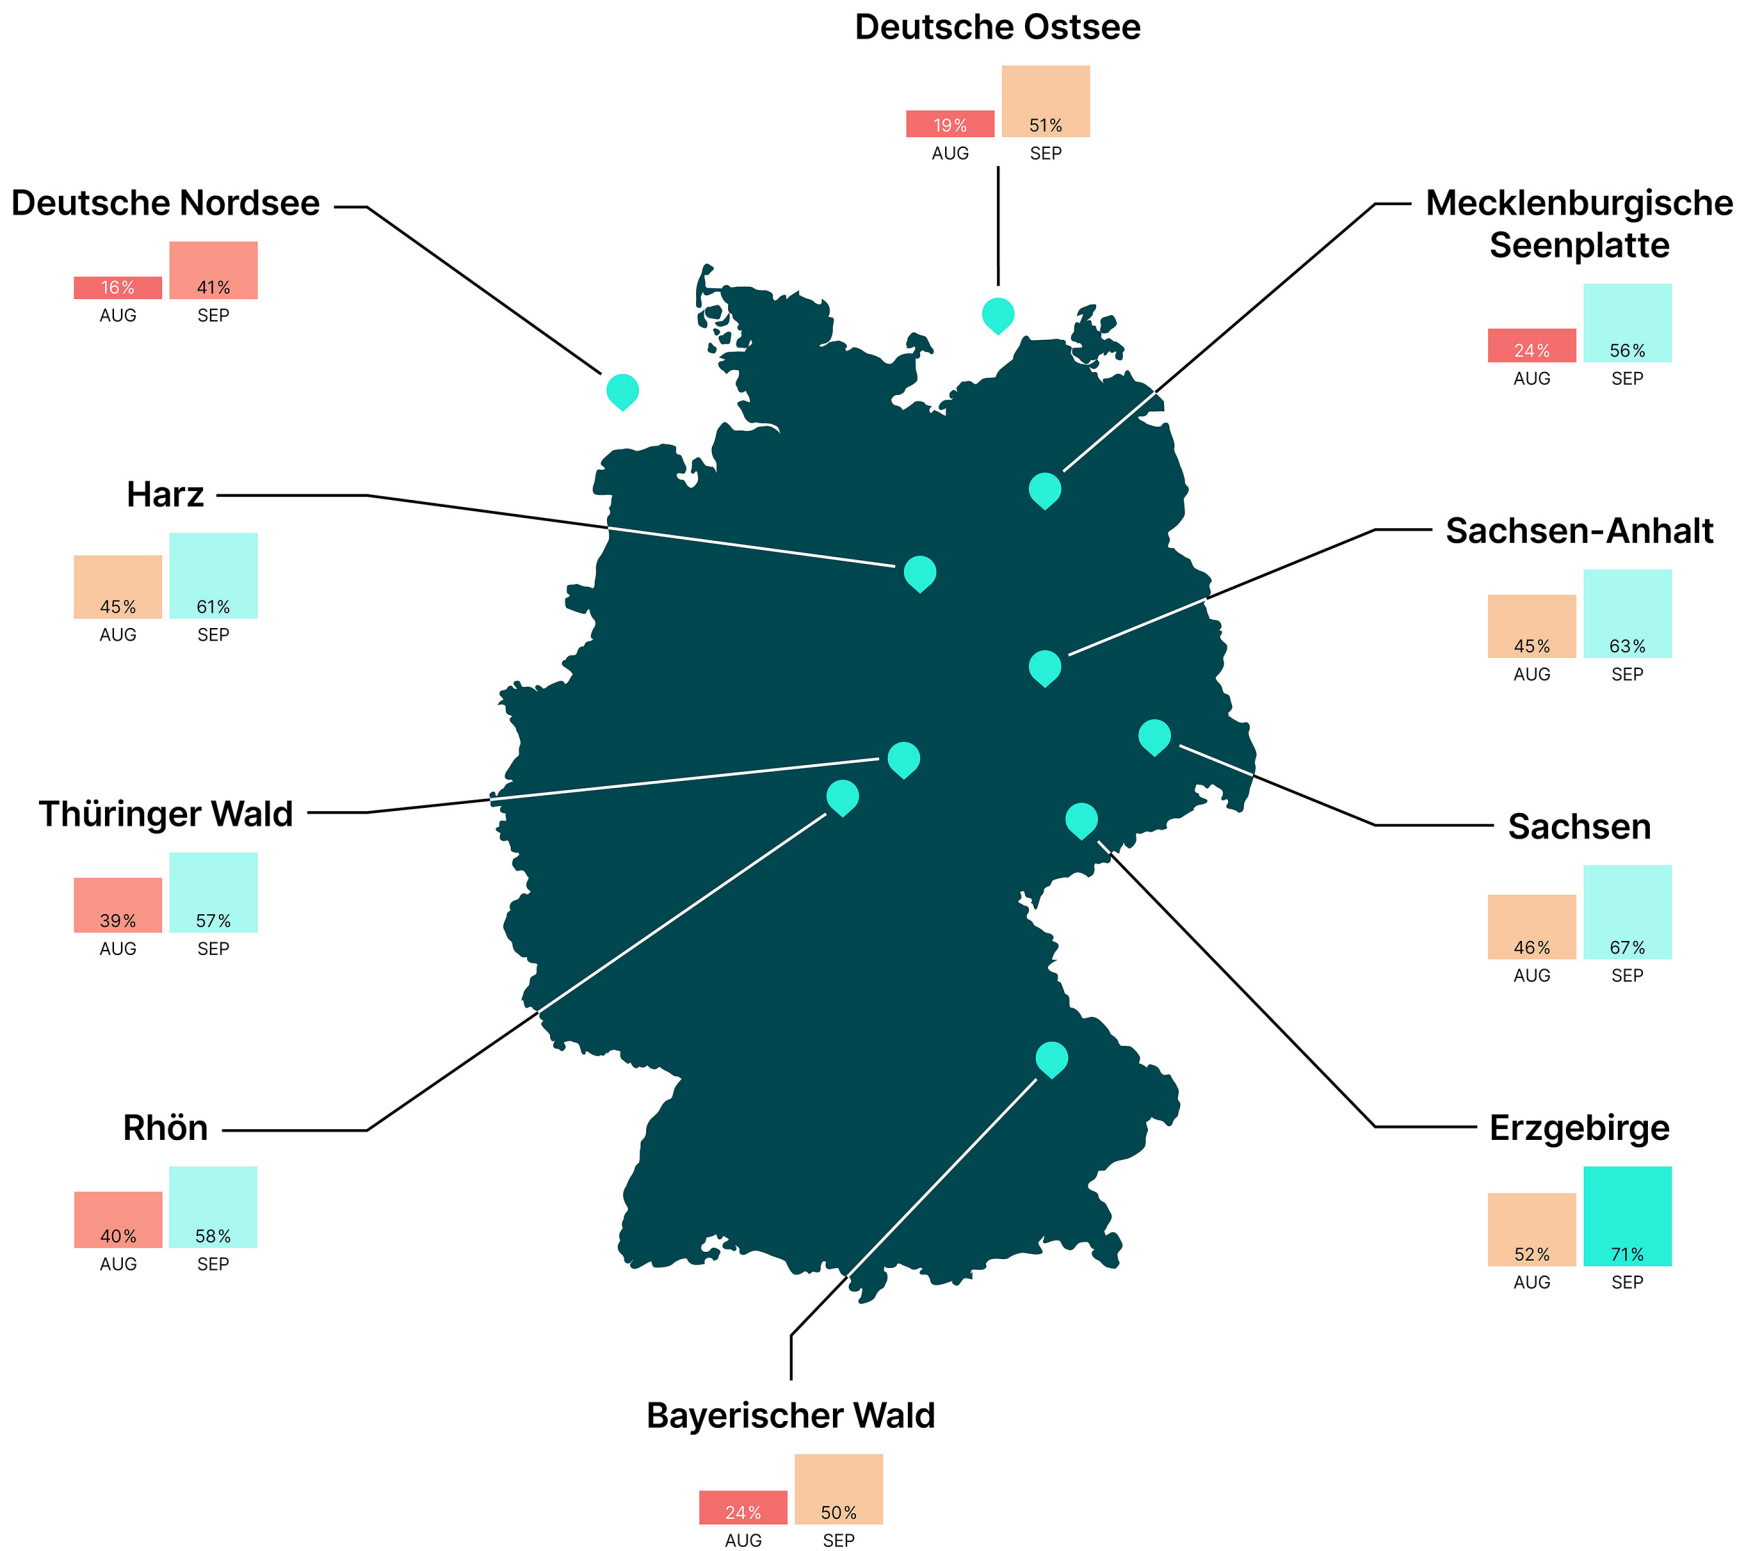 Deutsche Ostsee
19% 51%
AUG SEP
Deutsche Nordsee
16% 41%
AUG SEP
Mecklenburgische
Seenplatte
24% 56%
AUG SEP
Harz
45% 61%
AUG SEP
Sachsen-Anhalt
45% 63%
AUG SEP
Thüringer Wald
39% 57%
AUG SEP
Sachsen
46% 67%
AUG SEP
Rhön
40% 58%
AUG SEP
Erzgebirge
52% 71%
AUG SEP
Bayerischer Wald
24% 50%
AUG SEP